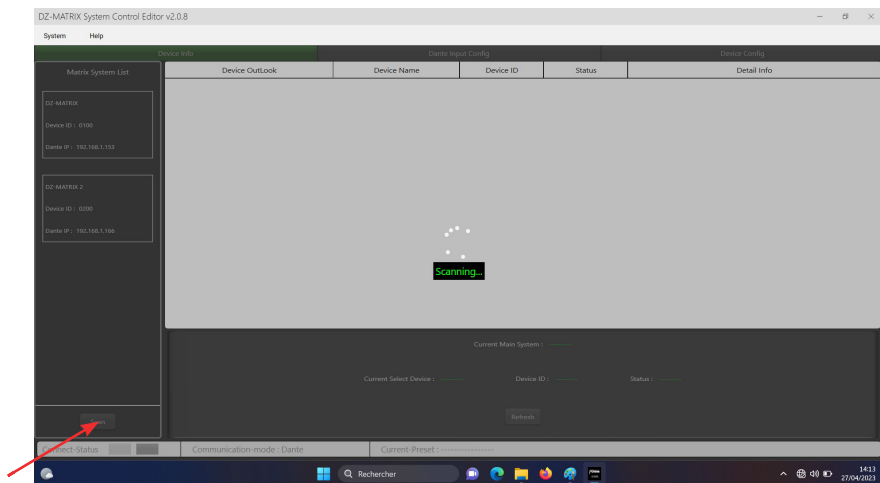 DZ-MATRIX System Control Editor v2.0.8
System Help
Device Info Dante Input Config Device Config
Matrix System List
Device OutLook Device Name Device ID Status Detail Info
DZ-MATRIX
Device ID : 0100
Dante IP : 192.168.1.153
DZ-MATRIX 2
Device ID : 0200
Dante IP : 192.168.1.166
Scanning...
Current Main System : --------
Current Select Device : -------- Device ID : -------- Status : --------
Refresh
Scan
Connect-Status Communication-mode : Dante Current-Preset : ----------------
Rechercher
14:13
27/04/2023